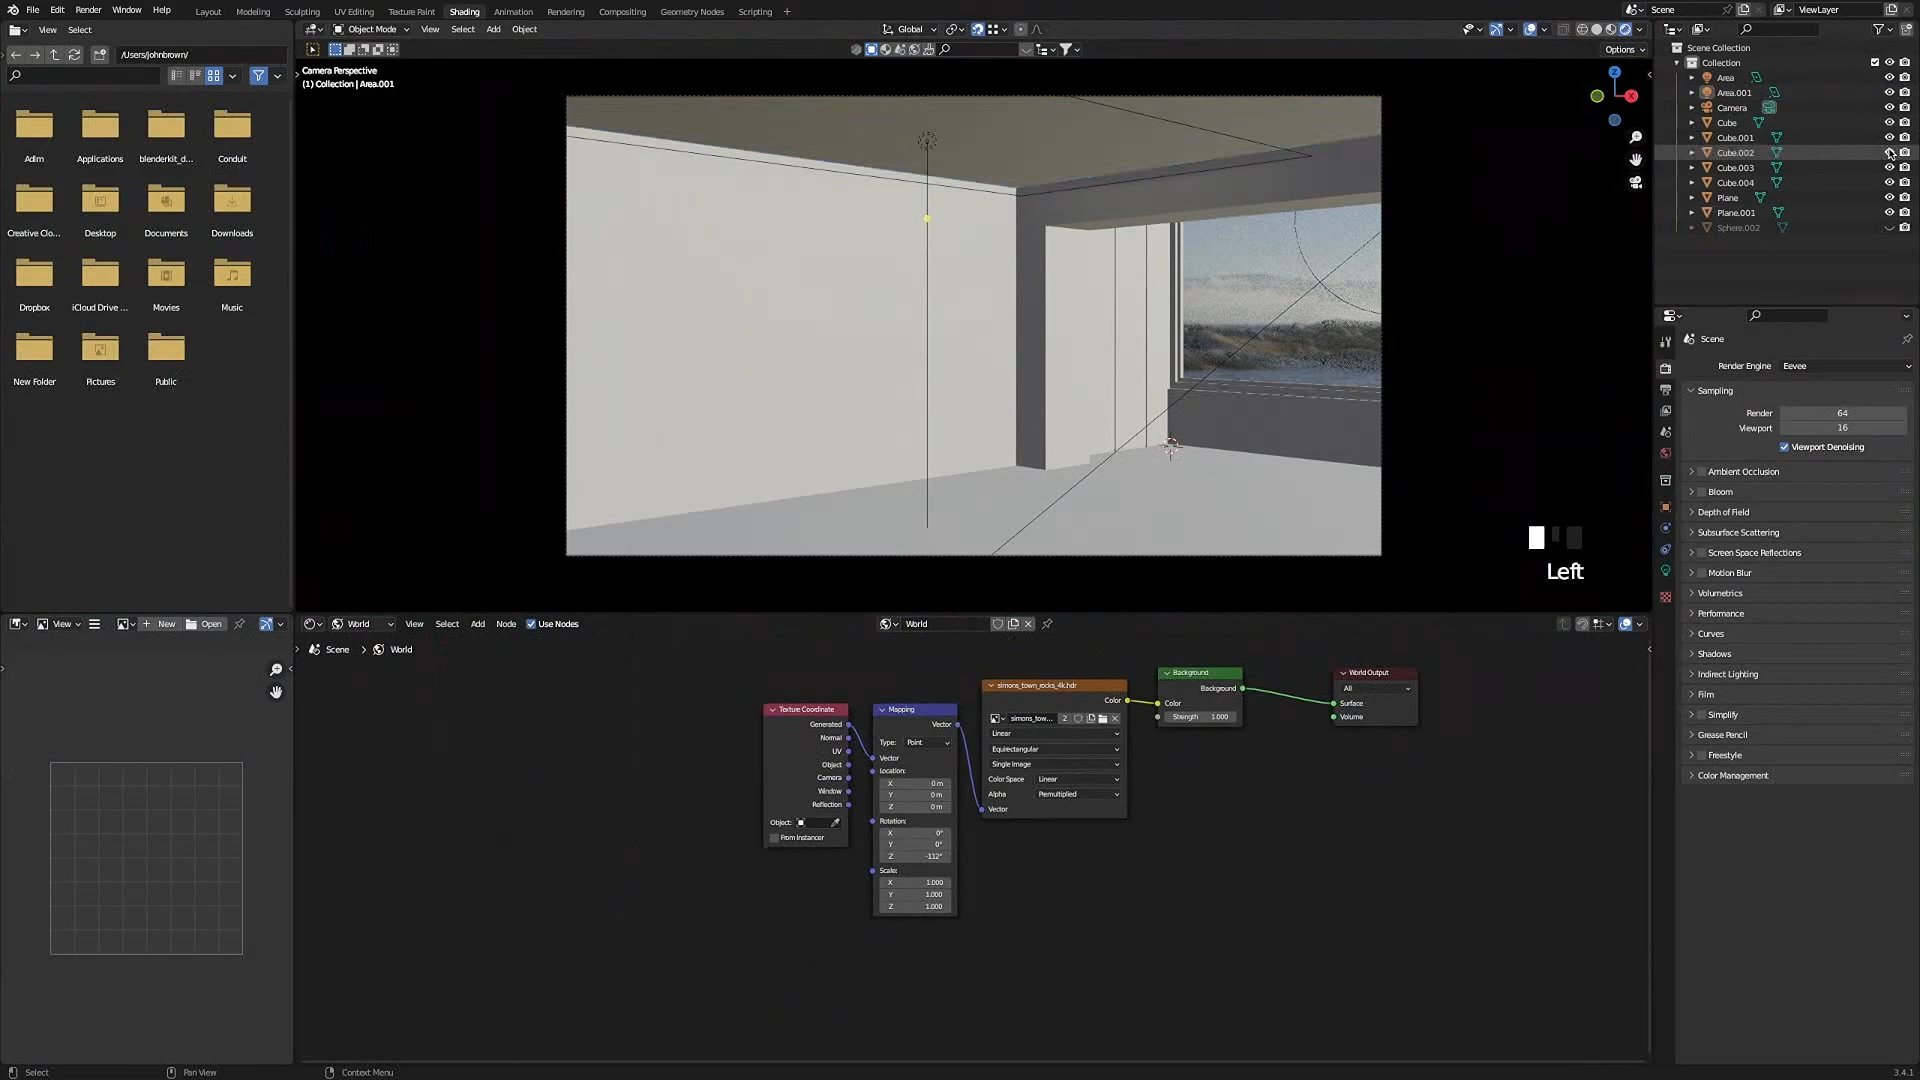 File Edit Render Window Help
Layout Modeling Sculpting UV Editing Texture Paint Shading Animation Rendering Compositing Geometry Nodes Scripting +
Scene
ViewLayer
View Select
/Users/johnbrown/
Adim Applications blenderkit_d... Conduit
Creative Clo... Desktop Documents Downloads
Dropbox iCloud Drive ... Movies Music
New Folder Pictures Public
Object Mode View Select Add Object
Global
Options
Camera Perspective
(1) Collection | Area.001
Z
X
Left
Scene Collection
Collection
Area
Area.001
Camera
Cube
Cube.001
Cube.002
Cube.003
Cube.004
Plane
Plane.001
Sphere.002
Scene
Render Engine Eevee
Sampling
Render 64
Viewport 16
Viewport Denoising
Ambient Occlusion
Bloom
Depth of Field
Subsurface Scattering
Screen Space Reflections
Motion Blur
Volumetrics
Performance
Curves
Shadows
Indirect Lighting
Film
Simplify
Grease Pencil
Freestyle
Color Management
View + New Open
World View Select Add Node Use Nodes
World
Scene > World
Texture Coordinate
Generated
Normal
UV
Object
Camera
Window
Reflection
Object:
From Instancer
Mapping
Vector
Type: Point
Vector
Location:
X 0 m
Y 0 m
Z 0 m
Rotation:
X 0°
Y 0°
Z -112°
Scale:
X 1.000
Y 1.000
Z 1.000
simons_town_rocks_4k.hdr
Color
simons_tow... 2
Linear
Equirectangular
Single Image
Color Space Linear
Alpha Premultiplied
Vector
Background
Background
Color
Strength 1.000
World Output
All
Surface
Volume
Select Pan View Context Menu
3.4.1